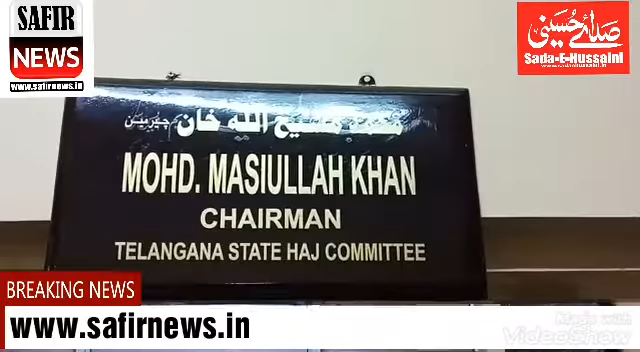 SAFIR
NEWS
www.safirnews.in
صدائے حسینی
Sada-E-Hussaini
محمد مسیح اللہ خان چیرمین
MOHD. MASIULLAH KHAN
CHAIRMAN
TELANGANA STATE HAJ COMMITTEE
BREAKING NEWS
www.safirnews.in
Made with
VideoShow